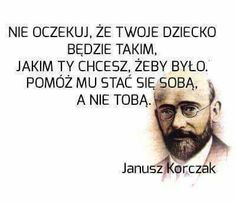 NIE OCZEKUJ, ŻE TWOJE DZIECKO
BĘDZIE TAKIM,
JAKIM TY CHCESZ, ŻEBY BYŁO.
POMÓŻ MU STAĆ SIĘ SOBĄ,
A NIE TOBĄ.
Janusz Korczak